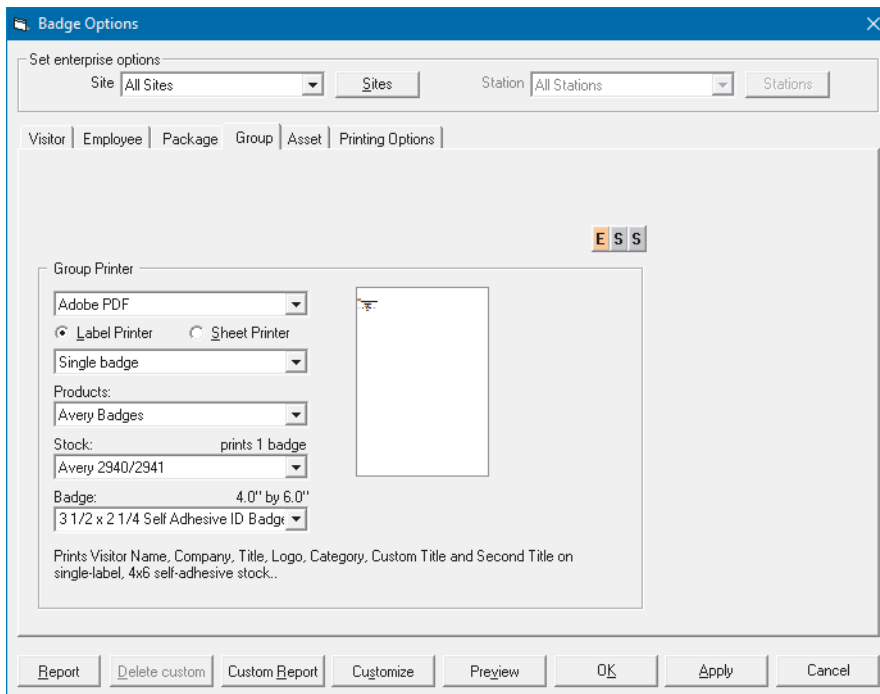 Badge Options
Set enterprise options
Site All Sites Sites Station All Stations Stations
Visitor Employee Package Group Asset Printing Options
E S S
Group Printer
Adobe PDF
Label Printer Sheet Printer
Single badge
Products:
Avery Badges
Stock: prints 1 badge
Avery 2940/2941
Badge: 4.0" by 6.0"
3 1/2 x 2 1/4 Self Adhesive ID Badge
Prints Visitor Name, Company, Title, Logo, Category, Custom Title and Second Title on
single-label, 4x6 self-adhesive stock..
Report Delete custom Custom Report Customize Preview OK Apply Cancel